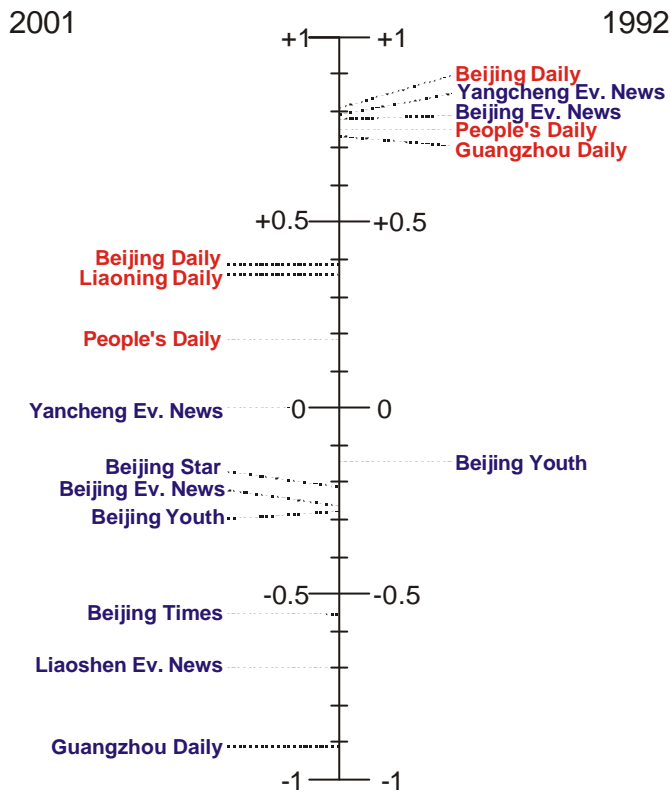 2001
1992
+1
+1
Beijing Daily
Yangcheng Ev. News
Beijing Ev. News
People's Daily
Guangzhou Daily
+0.5
+0.5
Beijing Daily
Liaoning Daily
People's Daily
Yancheng Ev. News
0
0
Beijing Star
Beijing Youth
Beijing Ev. News
Beijing Youth
-0.5
-0.5
Beijing Times
Liaoshen Ev. News
Guangzhou Daily
-1
-1